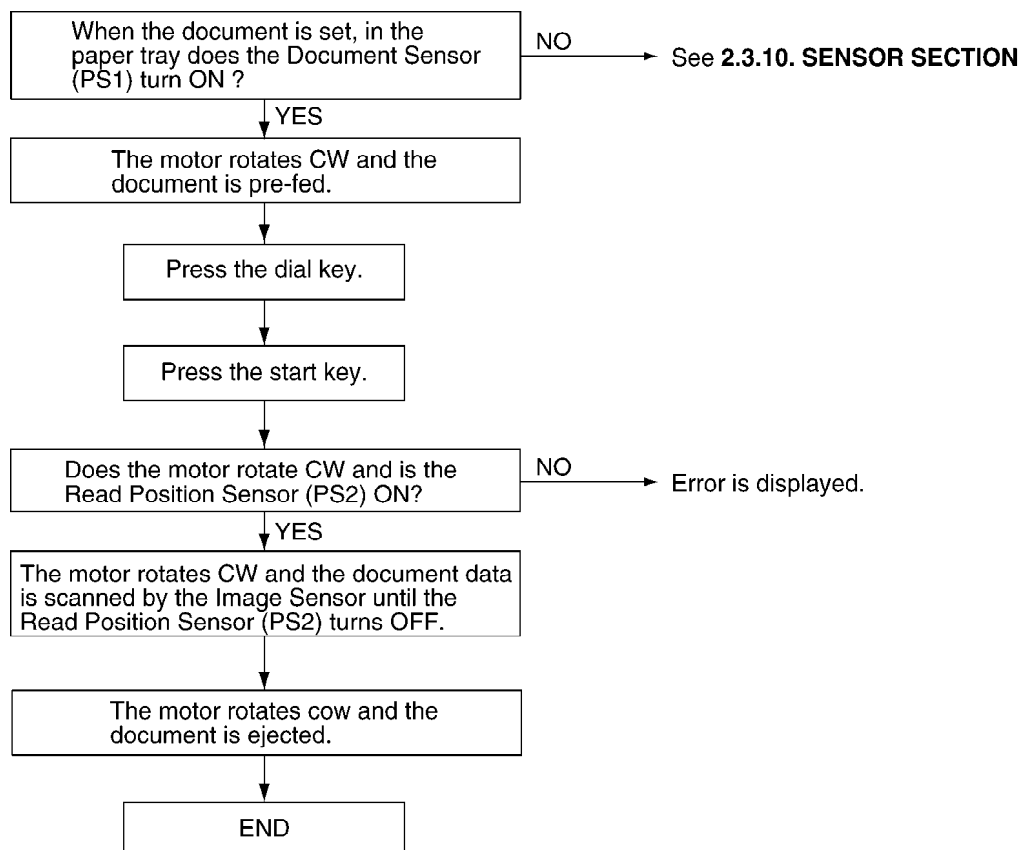 When the document is set, in the
paper tray does the Document Sensor
(PS1) turn ON ?
NO
See 2.3.10. SENSOR SECTION
YES
The motor rotates CW and the
document is pre-fed.
Press the dial key.
Press the start key.
Does the motor rotate CW and is the
Read Position Sensor (PS2) ON?
NO
Error is displayed.
YES
The motor rotates CW and the document data
is scanned by the Image Sensor until the
Read Position Sensor (PS2) turns OFF.
The motor rotates cow and the
document is ejected.
END